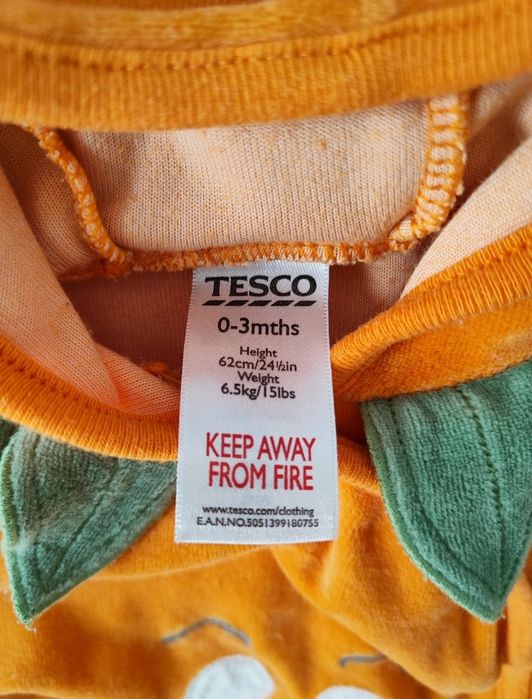 TESCO
0-3mths
Height
62cm/24½in
Weight
6.5kg/15lbs
KEEP AWAY
FROM FIRE
www.tesco.com/clothing
E.A.N.NO.5051399180755